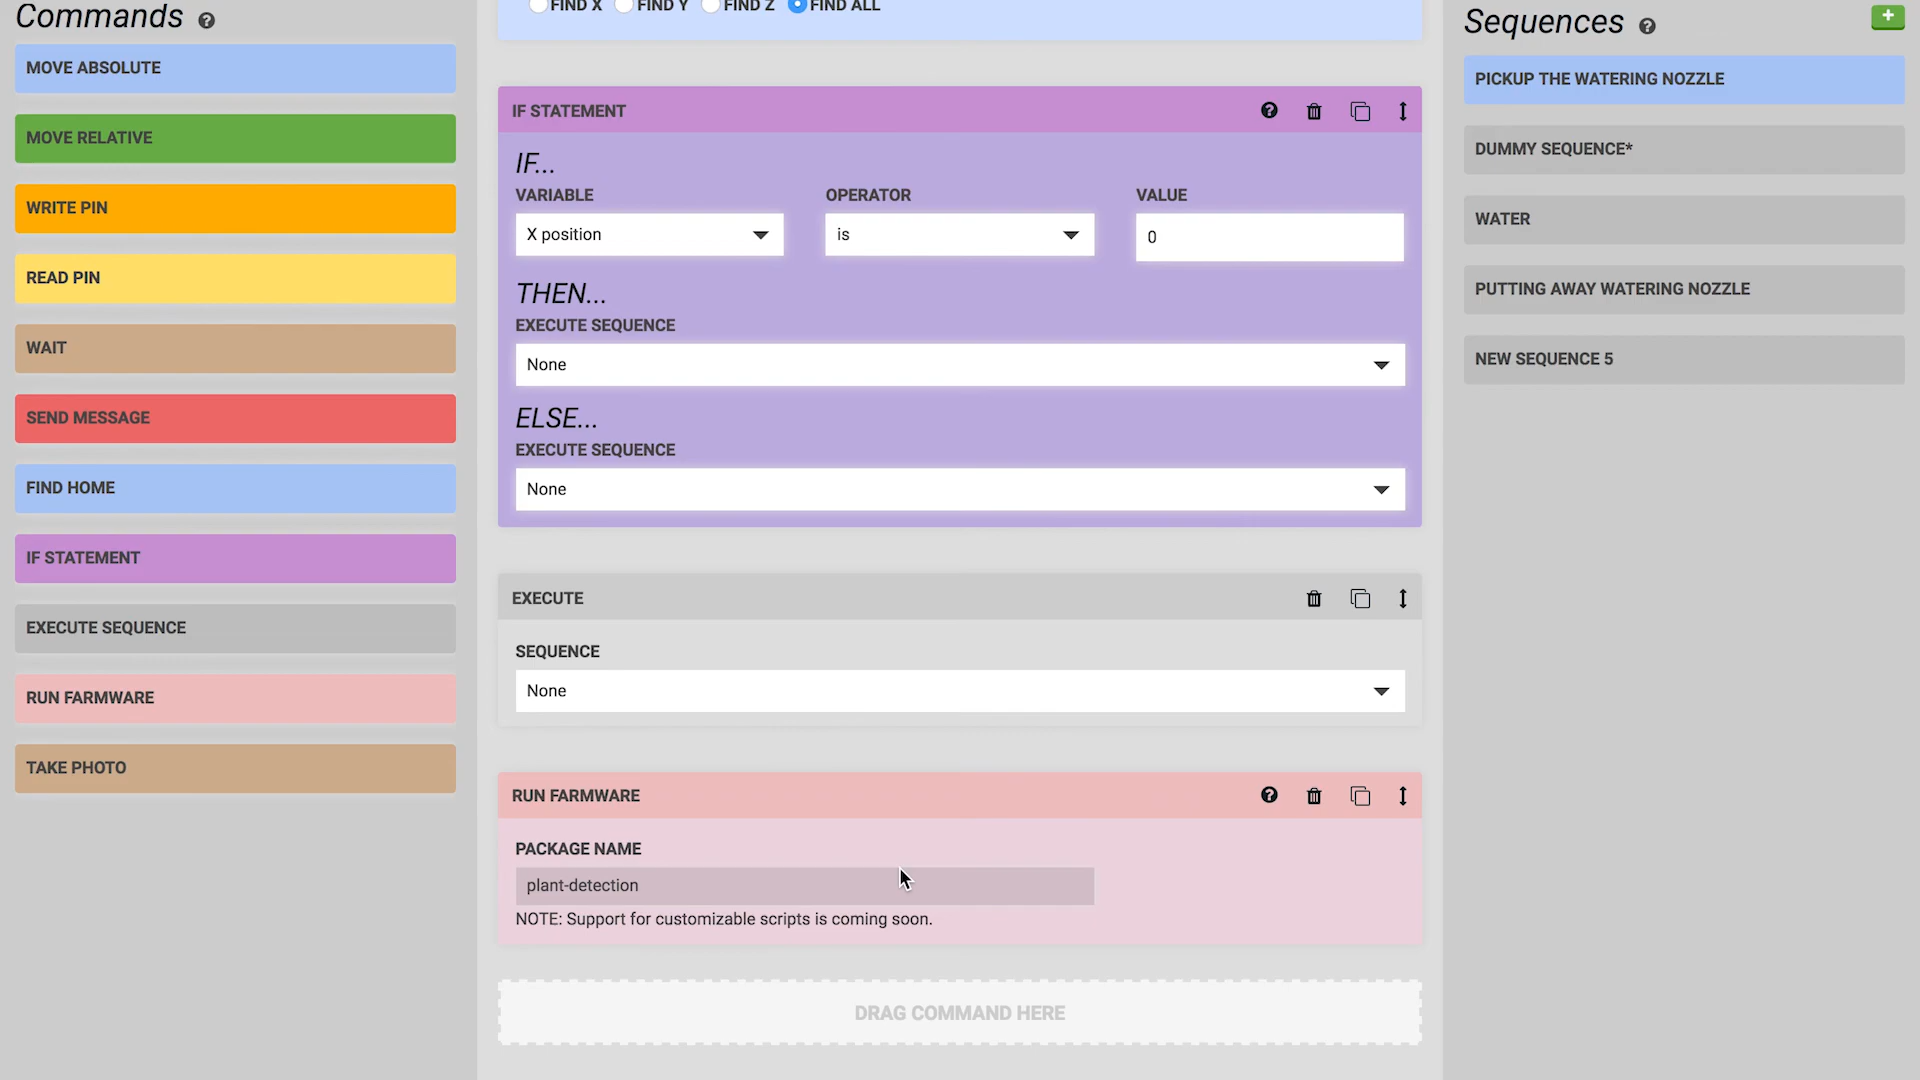 Commands
MOVE ABSOLUTE
MOVE RELATIVE
WRITE PIN
READ PIN
WAIT
SEND MESSAGE
FIND HOME
IF STATEMENT
EXECUTE SEQUENCE
RUN FARMWARE
TAKE PHOTO
FIND X FIND Y FIND Z FIND ALL
IF STATEMENT
IF...
VARIABLE OPERATOR VALUE
X position is 0
THEN...
EXECUTE SEQUENCE
None
ELSE...
EXECUTE SEQUENCE
None
EXECUTE
SEQUENCE
None
RUN FARMWARE
PACKAGE NAME
plant-detection
NOTE: Support for customizable scripts is coming soon.
DRAG COMMAND HERE
Sequences
PICKUP THE WATERING NOZZLE
DUMMY SEQUENCE*
WATER
PUTTING AWAY WATERING NOZZLE
NEW SEQUENCE 5